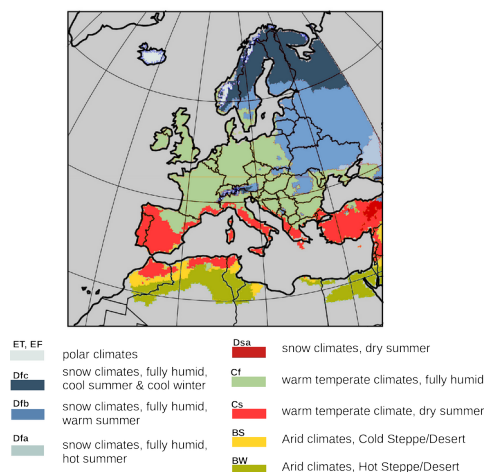 ET, EF
polar climates
Dfc
snow climates, fully humid,
cool summer & cool winter
Dfb
snow climates, fully humid,
warm summer
Dfa
snow climates, fully humid,
hot summer
Dsa
snow climates, dry summer
Cf
warm temperate climates, fully humid
Cs
warm temperate climate, dry summer
BS
Arid climates, Cold Steppe/Desert
BW
Arid climates, Hot Steppe/Desert